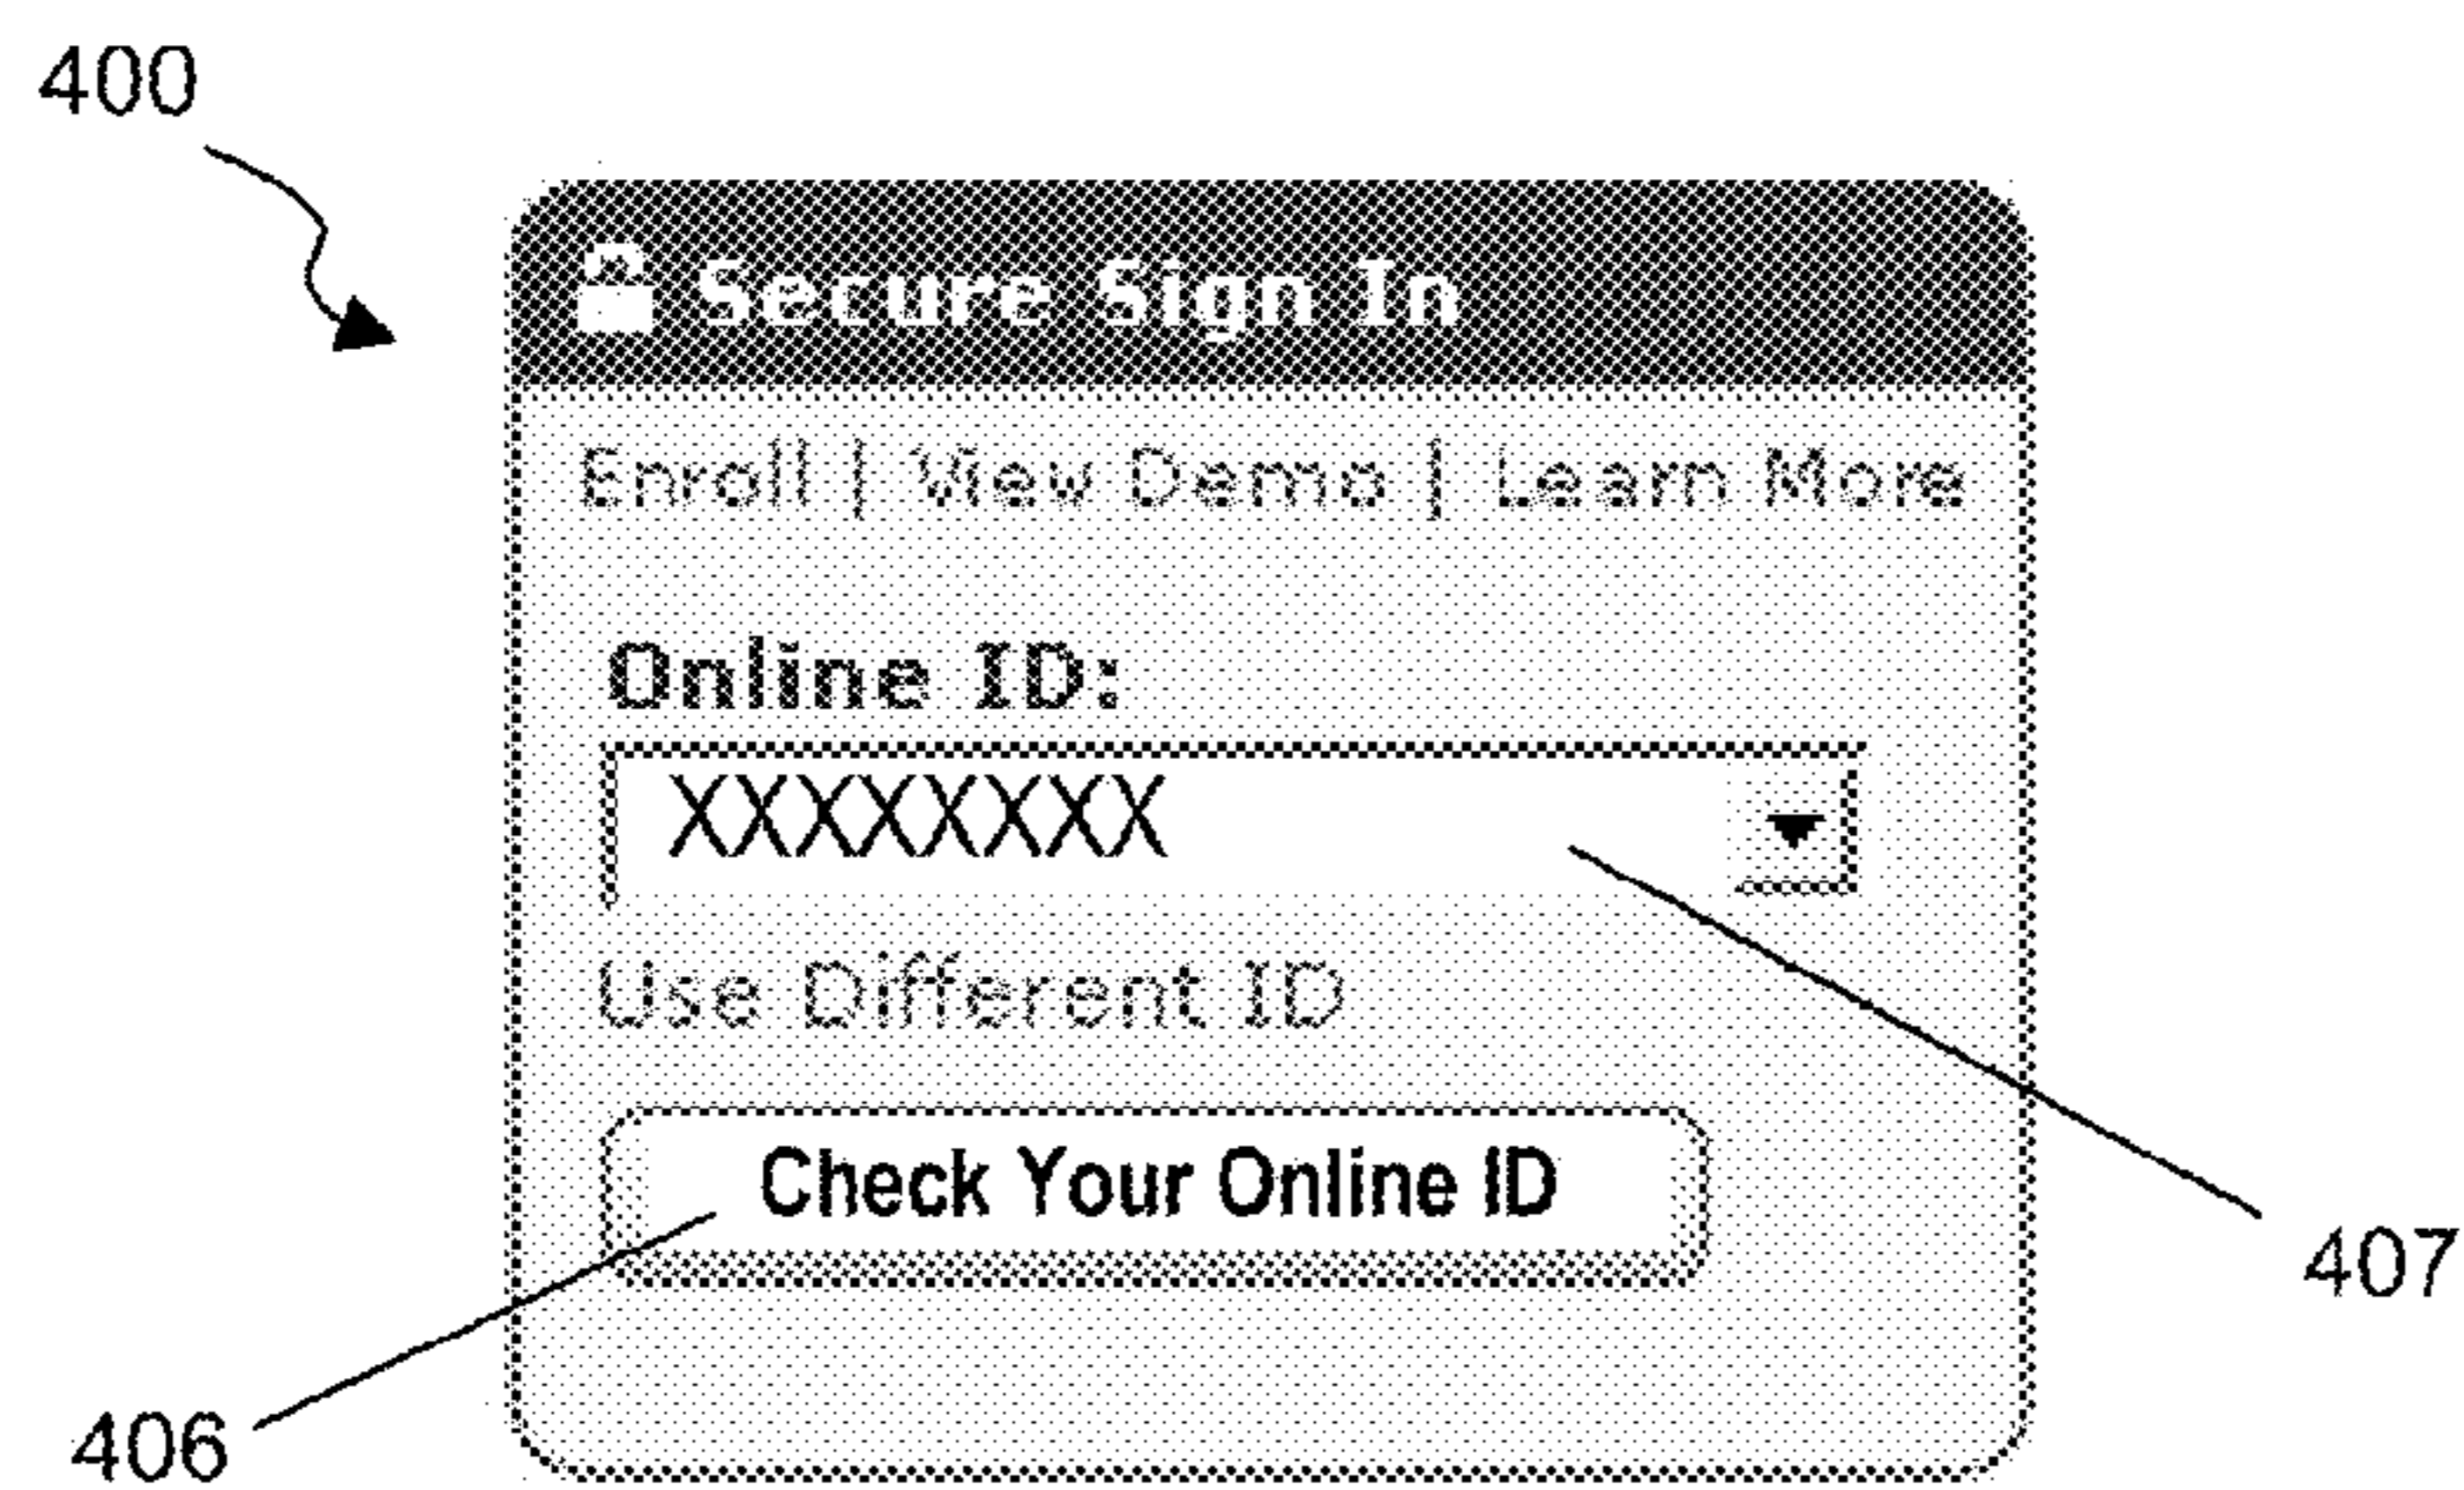 400
Secure Sign In
Enroll | View Demo | Learn More
Online ID:
XXXXXXXX
Use Different ID
Check Your Online ID
407
406